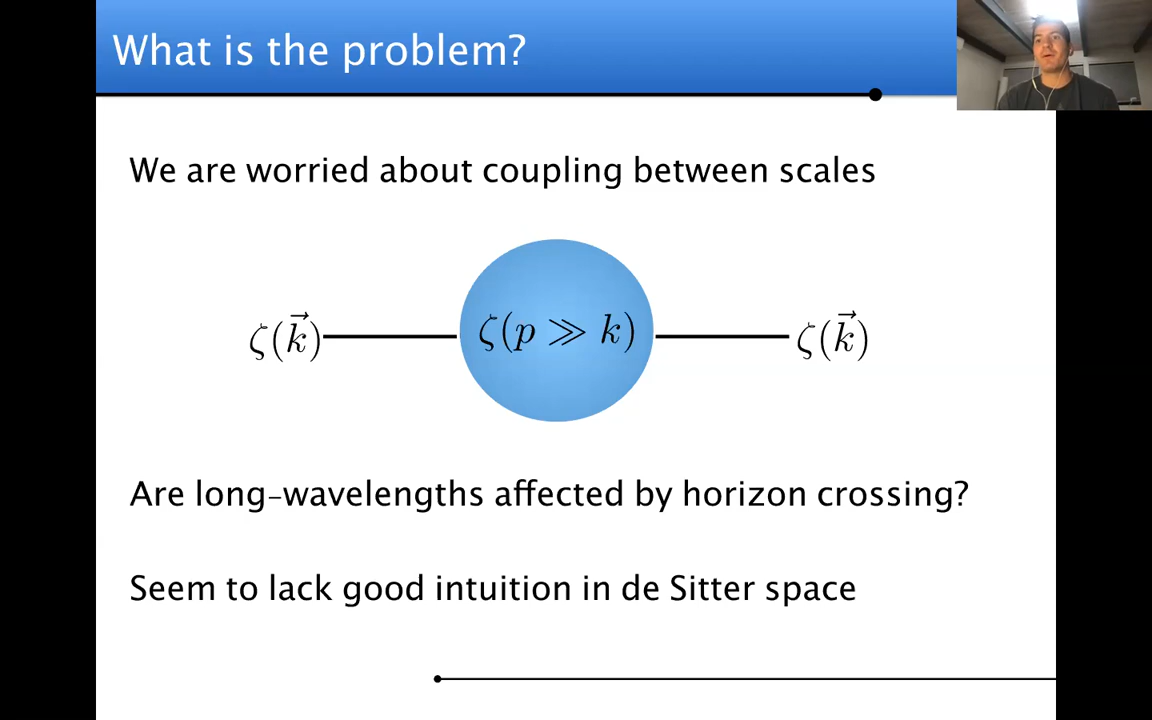 What is the problem?
We are worried about coupling between scales
ζ(k⃗) ζ(p ≫ k) ζ(k⃗)
Are long-wavelengths affected by horizon crossing?
Seem to lack good intuition in de Sitter space